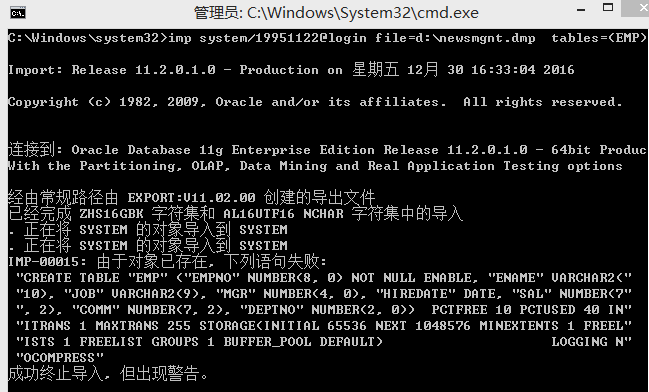 管理员: C:\Windows\System32\cmd.exe
C:\Windows\system32>imp system/19951122@login file=d:\newsmgnt.dmp  tables=(EMP)
Import: Release 11.2.0.1.0 - Production on 星期五 12月 30 16:33:04 2016
Copyright (c) 1982, 2009, Oracle and/or its affiliates.  All rights reserved.
连接到: Oracle Database 11g Enterprise Edition Release 11.2.0.1.0 - 64bit Produc
With the Partitioning, OLAP, Data Mining and Real Application Testing options
经由常规路径由 EXPORT:V11.02.00 创建的导出文件
已经完成 ZHS16GBK 字符集和 AL16UTF16 NCHAR 字符集中的导入
. 正在将 SYSTEM 的对象导入到 SYSTEM
. 正在将 SYSTEM 的对象导入到 SYSTEM
IMP-00015: 由于对象已存在, 下列语句失败:
 "CREATE TABLE "EMP" ("EMPNO" NUMBER(8, 0) NOT NULL ENABLE, "ENAME" VARCHAR2("
 "10), "JOB" VARCHAR2(9), "MGR" NUMBER(4, 0), "HIREDATE" DATE, "SAL" NUMBER(7"
 ", 2), "COMM" NUMBER(7, 2), "DEPTNO" NUMBER(2, 0))  PCTFREE 10 PCTUSED 40 IN"
 "ITRANS 1 MAXTRANS 255 STORAGE(INITIAL 65536 NEXT 1048576 MINEXTENTS 1 FREEL"
 "ISTS 1 FREELIST GROUPS 1 BUFFER_POOL DEFAULT)                    LOGGING N"
 "OCOMPRESS"
成功终止导入, 但出现警告。